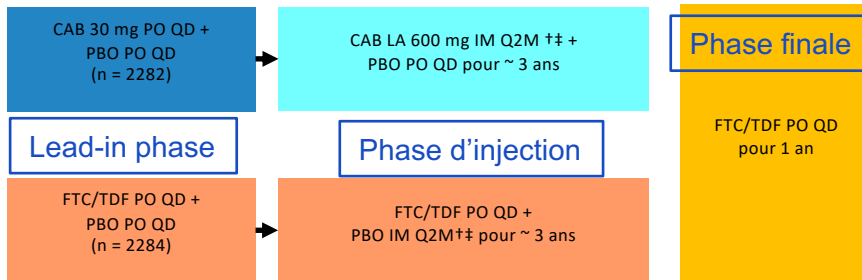 CAB 30 mg PO QD +
PBO PO QD
(n = 2282)
CAB LA 600 mg IM Q2M †‡ +
PBO PO QD pour ~ 3 ans
Phase finale
Lead-in phase
Phase d’injection
FTC/TDF PO QD
pour 1 an
FTC/TDF PO QD +
PBO PO QD
(n = 2284)
FTC/TDF PO QD +
PBO IM Q2M†‡ pour ~ 3 ans